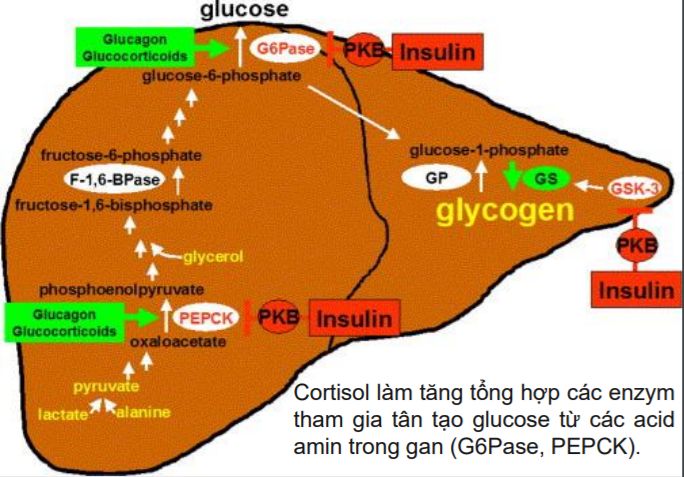 glucose
Glucagon
Glucocorticoids
G6Pase
PKB
Insulin
glucose-6-phosphate
fructose-6-phosphate
F-1,6-BPase
fructose-1,6-bisphosphate
glycerol
phosphoenolpyruvate
Glucagon
Glucocorticoids
PEPCK
PKB
Insulin
oxaloacetate
pyruvate
lactate
alanine
glucose-1-phosphate
GP
GS
GSK-3
glycogen
PKB
Insulin
Cortisol làm tăng tổng hợp các enzym
tham gia tân tạo glucose từ các acid
amin trong gan (G6Pase, PEPCK).